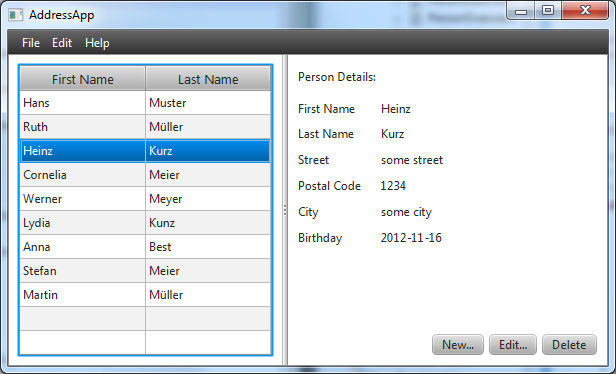 AddressApp
File Edit Help
First Name Last Name
Hans Muster
Ruth Müller
Heinz Kurz
Cornelia Meier
Werner Meyer
Lydia Kunz
Anna Best
Stefan Meier
Martin Müller
Person Details:
First Name Heinz
Last Name Kurz
Street some street
Postal Code 1234
City some city
Birthday 2012-11-16
New... Edit... Delete